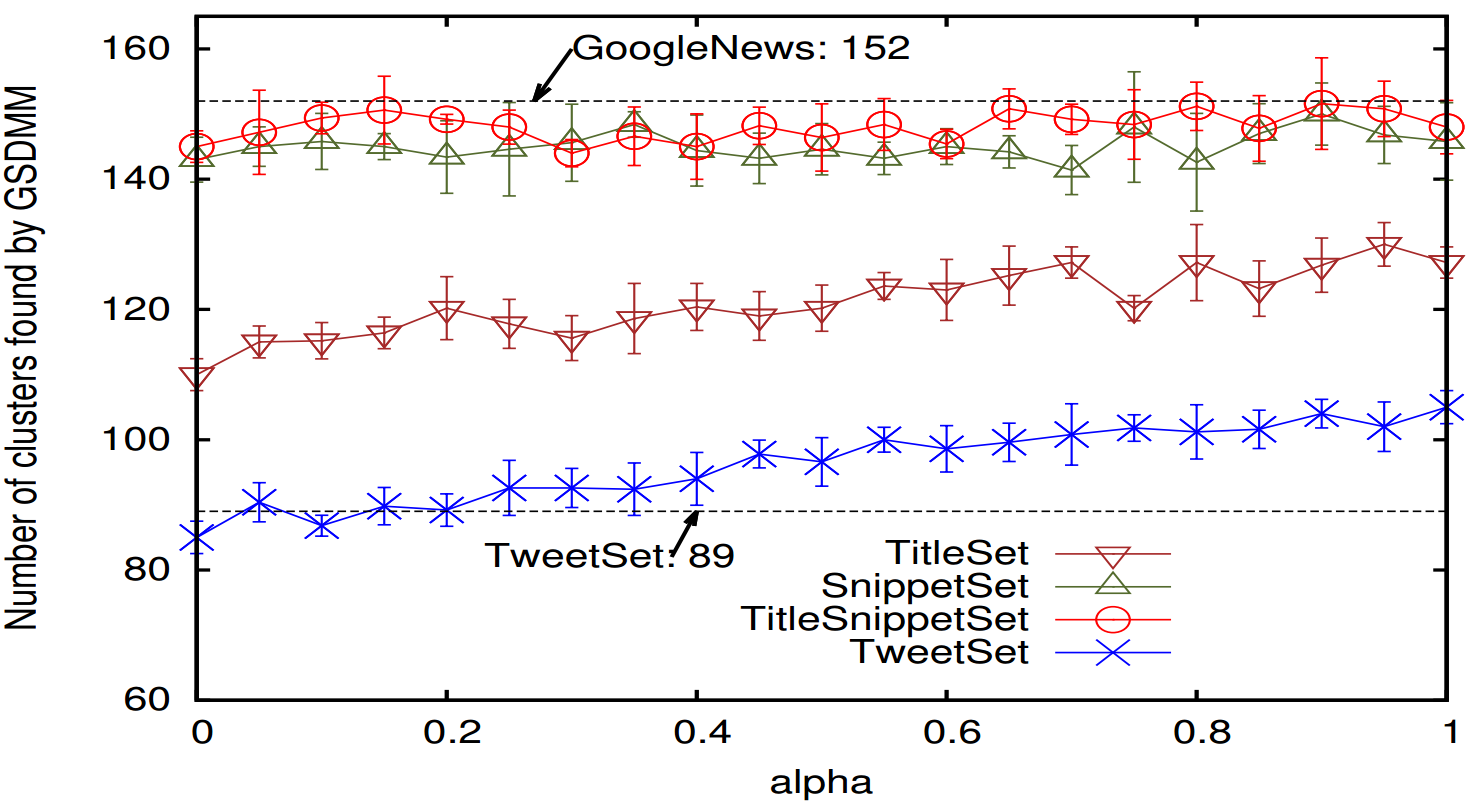 Number of clusters found by GSDMM
160
140
120
100
80
60
GoogleNews: 152
TweetSet: 89
TitleSet
SnippetSet
TitleSnippetSet
TweetSet
0 0.2 0.4 0.6 0.8 1
alpha